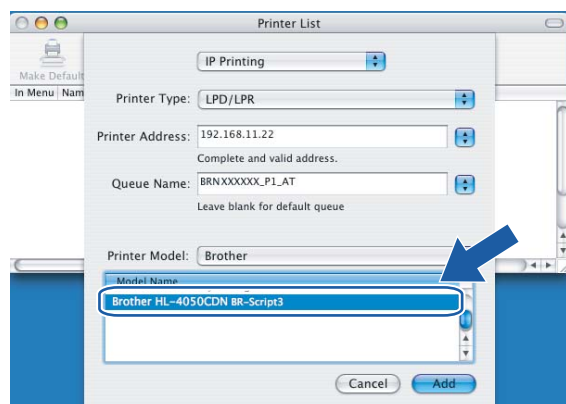 Printer List
IP Printing
Make Default
In Menu Nam
Printer Type: LPD/LPR
Printer Address: 192.168.11.22
Complete and valid address.
Queue Name: BRNXXXXXX_P1_AT
Leave blank for default queue
Printer Model: Brother
Model Name
Brother HL-4050CDN BR-Script3
Cancel Add